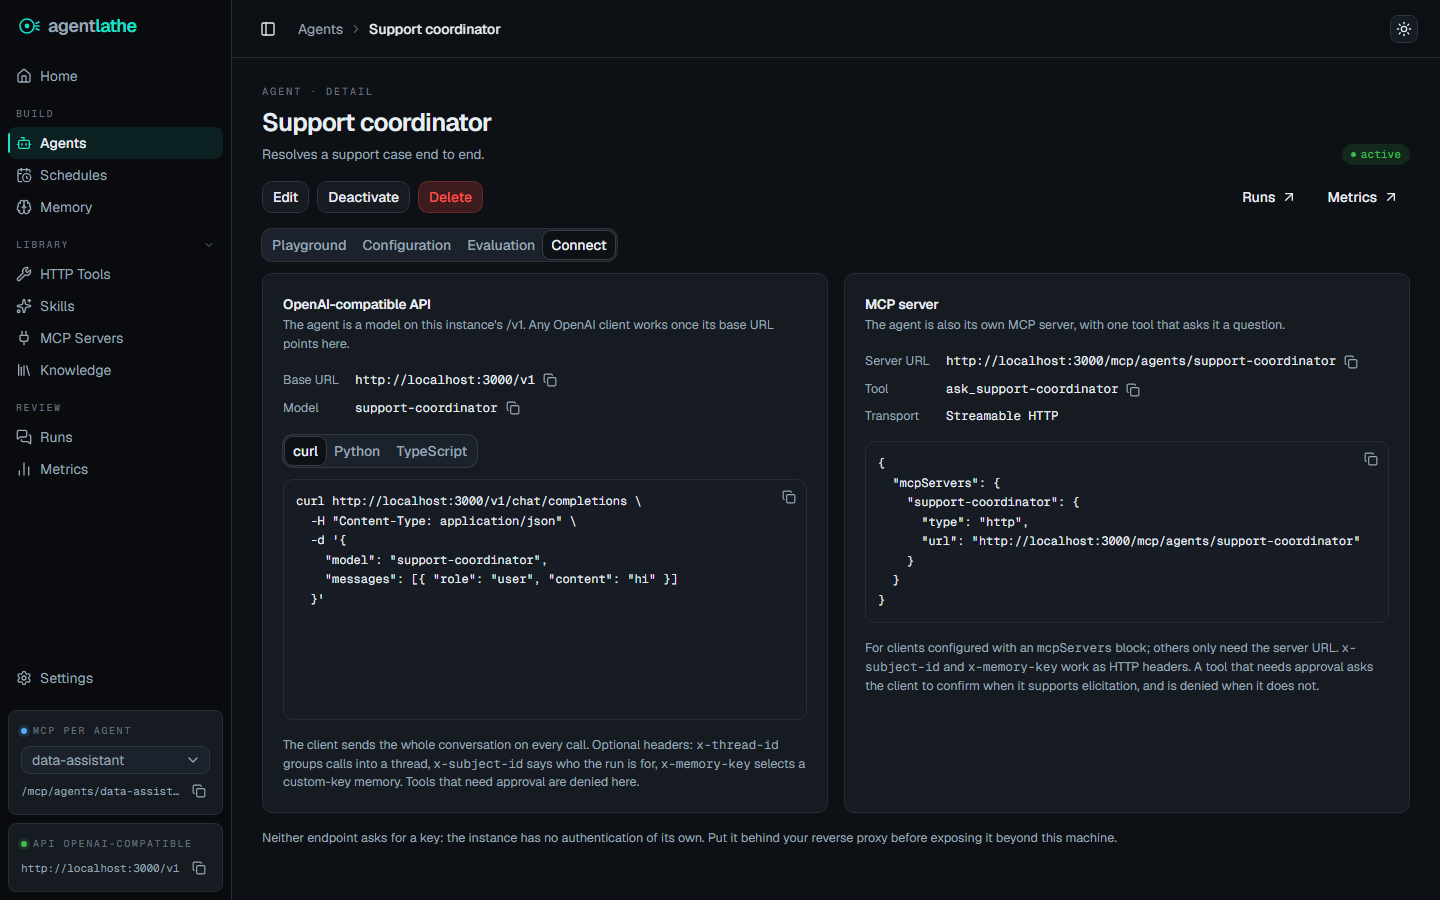 agentlathe
Home
BUILD
Agents
Schedules
Memory
LIBRARY
HTTP Tools
Skills
MCP Servers
Knowledge
REVIEW
Runs
Metrics
Settings
MCP PER AGENT
data-assistant
/mcp/agents/data-assist…
API OPENAI-COMPATIBLE
http://localhost:3000/v1
Agents > Support coordinator
AGENT · DETAIL
Support coordinator
Resolves a support case end to end.
active
Edit Deactivate Delete
Runs Metrics
Playground Configuration Evaluation Connect
OpenAI-compatible API
The agent is a model on this instance's /v1. Any OpenAI client works once its base URL
points here.
Base URL http://localhost:3000/v1
Model support-coordinator
curl Python TypeScript
curl http://localhost:3000/v1/chat/completions \
-H "Content-Type: application/json" \
-d '{
"model": "support-coordinator",
"messages": [{ "role": "user", "content": "hi" }]
}'
The client sends the whole conversation on every call. Optional headers: x-thread-id
groups calls into a thread, x-subject-id says who the run is for, x-memory-key selects a
custom-key memory. Tools that need approval are denied here.
MCP server
The agent is also its own MCP server, with one tool that asks it a question.
Server URL http://localhost:3000/mcp/agents/support-coordinator
Tool ask_support-coordinator
Transport Streamable HTTP
{
"mcpServers": {
"support-coordinator": {
"type": "http",
"url": "http://localhost:3000/mcp/agents/support-coordinator"
}
}
}
For clients configured with an mcpServers block; others only need the server URL. x-
subject-id and x-memory-key work as HTTP headers. A tool that needs approval asks
the client to confirm when it supports elicitation, and is denied when it does not.
Neither endpoint asks for a key: the instance has no authentication of its own. Put it behind your reverse proxy before exposing it beyond this machine.